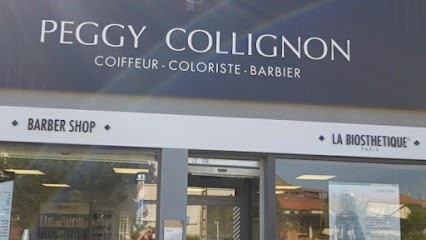 PEGGY COLLIGNON
COIFFEUR - COLORISTE - BARBIER
BARBER SHOP
LA BIOSTHETIQUE
PARIS